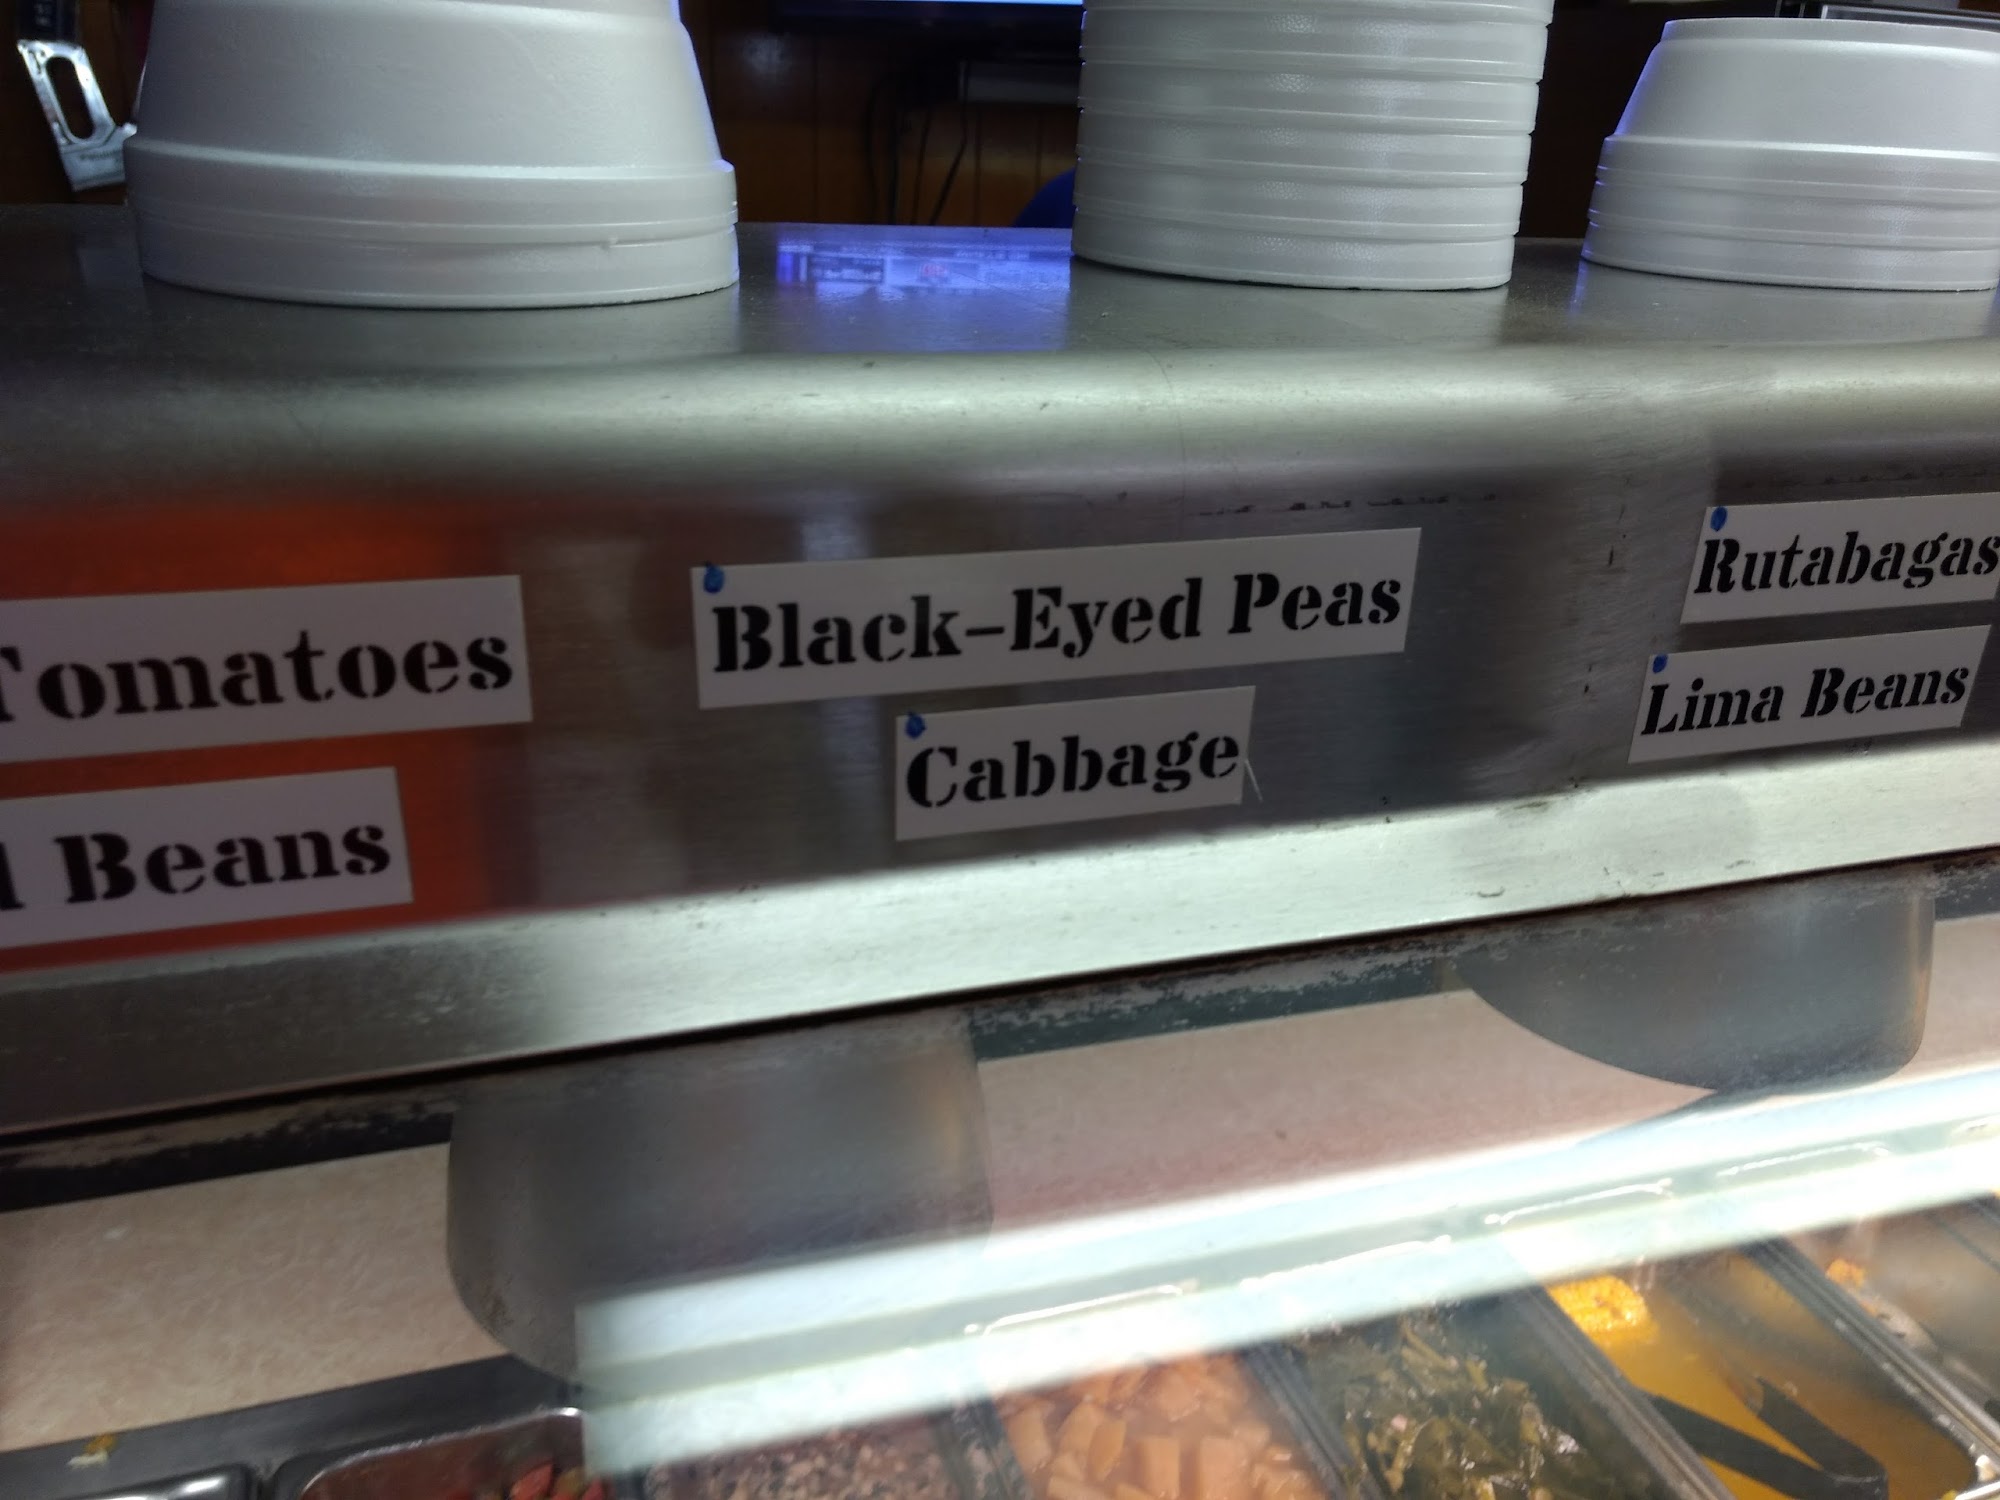 Tomatoes
Beans
Black-Eyed Peas
Cabbage
Rutabagas
Lima Beans